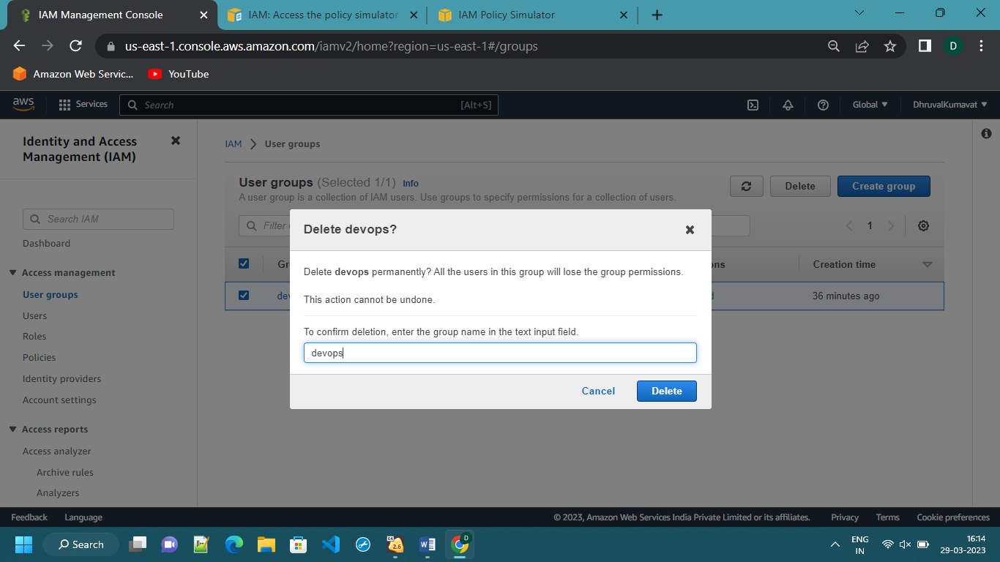 IAM Management Console
IAM: Access the policy simulator
IAM Policy Simulator
us-east-1.console.aws.amazon.com/iamv2/home?region=us-east-1#/groups
D
Amazon Web Servic...
YouTube
aws
Services
Search
[Alt+S]
Global
DhruvalKumavat
Identity and Access
Management (IAM)
IAM
User groups
User groups (Selected 1/1) Info
A user group is a collection of IAM users. Use groups to specify permissions for a collection of users.
Delete
Create group
Search IAM
Filter
1
Dashboard
Access management
User groups
Users
Roles
Policies
Identity providers
Account settings
Access reports
Access analyzer
Archive rules
Analyzers
Creation time
36 minutes ago
Delete devops?
Delete devops permanently? All the users in this group will lose the group permissions.
This action cannot be undone.
To confirm deletion, enter the group name in the text input field.
devops
Cancel
Delete
Feedback
Language
© 2023, Amazon Web Services India Private Limited or its affiliates.
Privacy
Terms
Cookie preferences
Search
ENG
IN
16:14
29-03-2023